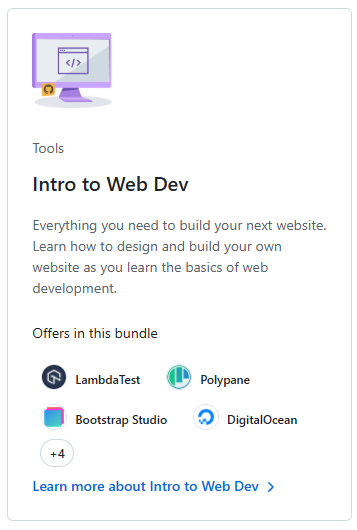 </>
Tools
Intro to Web Dev
Everything you need to build your next website.
Learn how to design and build your own
website as you learn the basics of web
development.
Offers in this bundle
LambdaTest Polypane
Bootstrap Studio DigitalOcean
+4
Learn more about Intro to Web Dev >